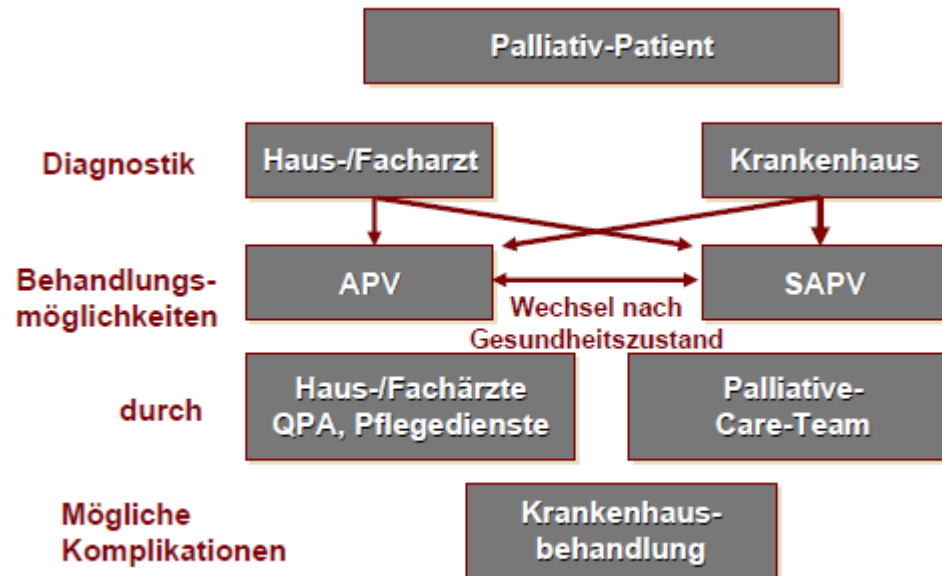 Palliativ-Patient
Diagnostik
Haus-/Facharzt
Krankenhaus
Behandlungs-
möglichkeiten
APV
SAPV
Wechsel nach
Gesundheitszustand
durch
Haus-/Fachärzte
QPA, Pflegedienste
Palliative-
Care-Team
Mögliche
Komplikationen
Krankenhaus-
behandlung